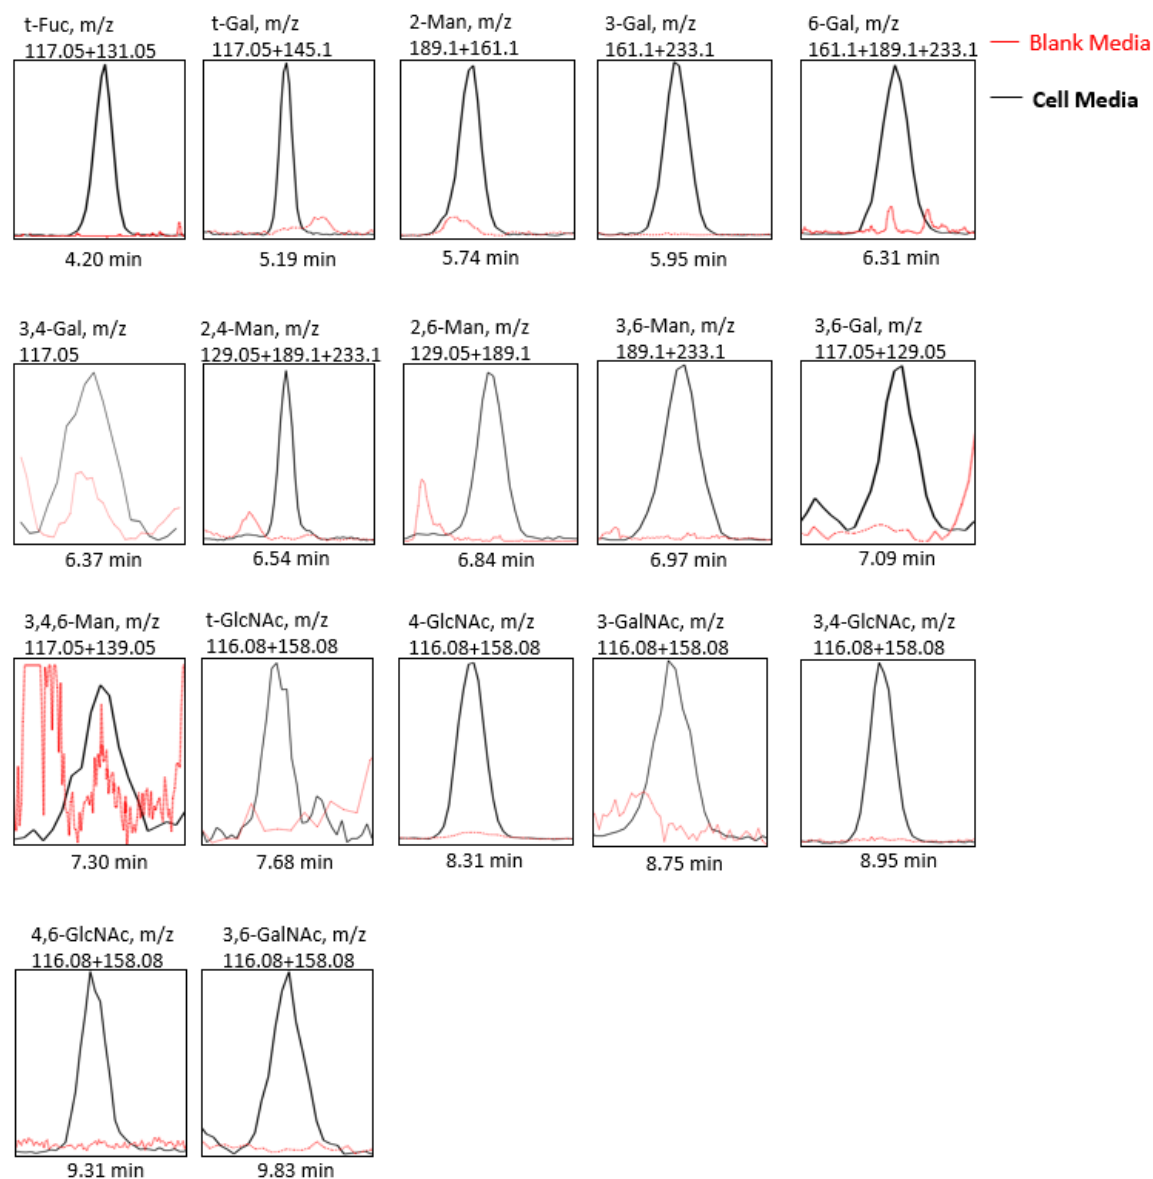 t-Fuc, m/z
117.05+131.05
t-Gal, m/z
117.05+145.1
2-Man, m/z
189.1+161.1
3-Gal, m/z
161.1+233.1
6-Gal, m/z
161.1+189.1+233.1
Blank Media
Cell Media
4.20 min
5.19 min
5.74 min
5.95 min
6.31 min
3,4-Gal, m/z
117.05
2,4-Man, m/z
129.05+189.1+233.1
2,6-Man, m/z
129.05+189.1
3,6-Man, m/z
189.1+233.1
3,6-Gal, m/z
117.05+129.05
6.37 min
6.54 min
6.84 min
6.97 min
7.09 min
3,4,6-Man, m/z
117.05+139.05
t-GlcNAc, m/z
116.08+158.08
4-GlcNAc, m/z
116.08+158.08
3-GalNAc, m/z
116.08+158.08
3,4-GlcNAc, m/z
116.08+158.08
7.30 min
7.68 min
8.31 min
8.75 min
8.95 min
4,6-GlcNAc, m/z
116.08+158.08
3,6-GalNAc, m/z
116.08+158.08
9.31 min
9.83 min